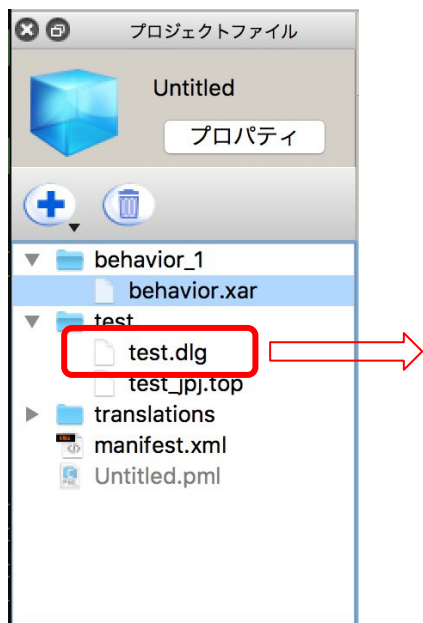 プロジェクトファイル
Untitled
プロパティ
behavior_1
behavior.xar
test
test.dlg
test_jpj.top
translations
manifest.xml
Untitled.pml